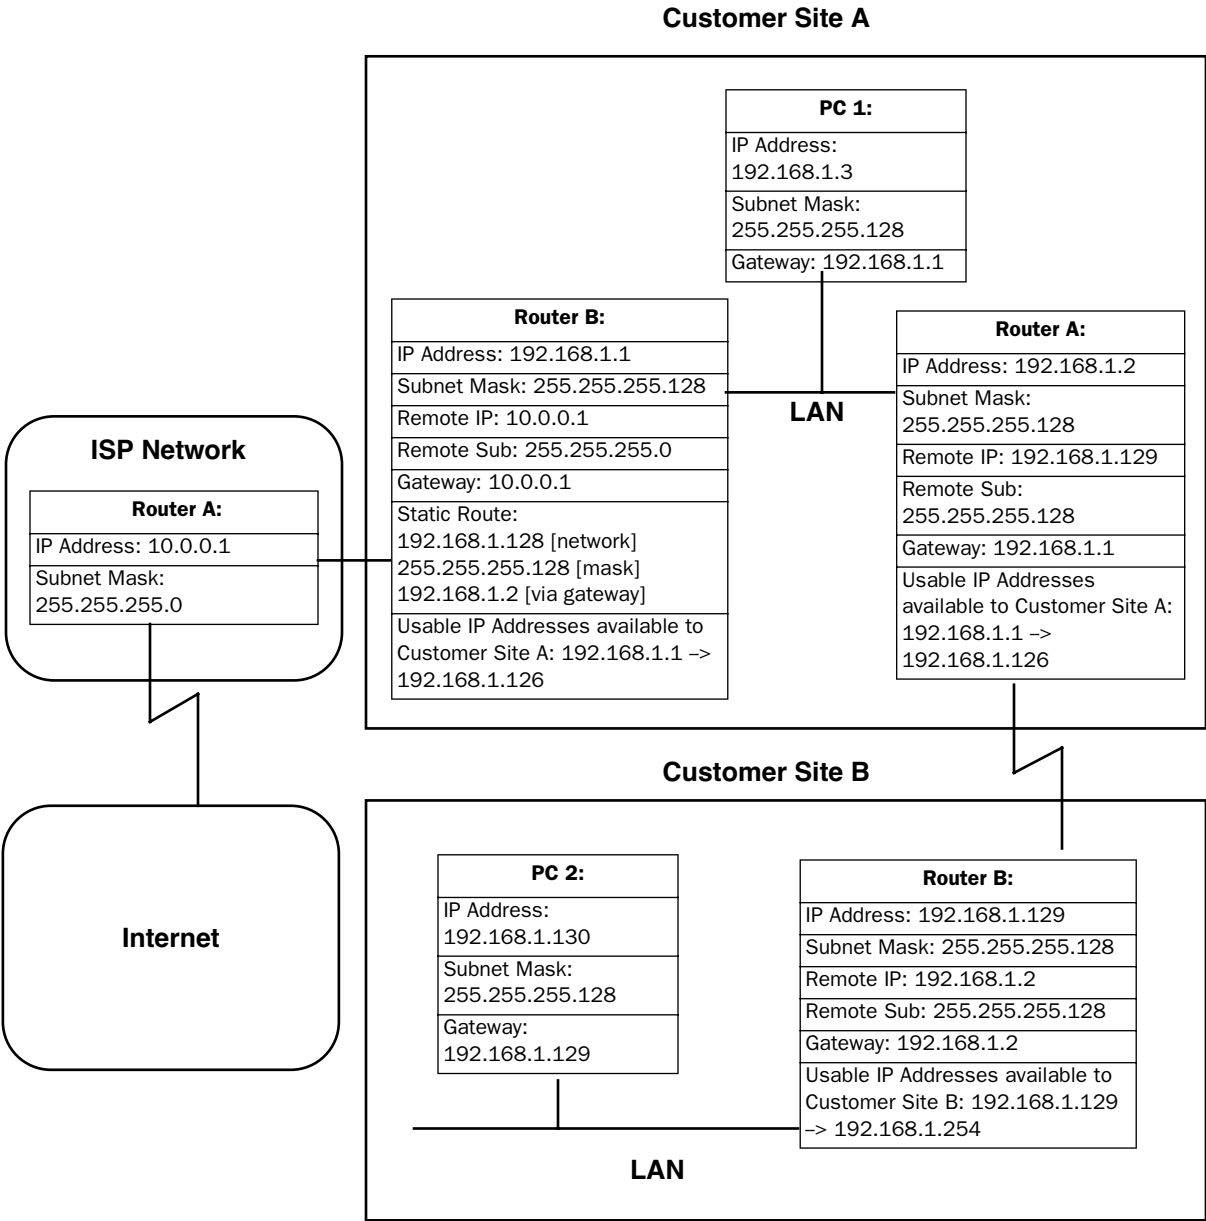 Customer Site A
PC 1:
IP Address:
192.168.1.3
Subnet Mask:
255.255.255.128
Gateway: 192.168.1.1
Router B:
IP Address: 192.168.1.1
Subnet Mask: 255.255.255.128
Remote IP: 10.0.0.1
Remote Sub: 255.255.255.0
Gateway: 10.0.0.1
Static Route:
192.168.1.128 [network]
255.255.255.128 [mask]
192.168.1.2 [via gateway]
Usable IP Addresses available to
Customer Site A: 192.168.1.1 –>
192.168.1.126
LAN
Router A:
IP Address: 192.168.1.2
Subnet Mask:
255.255.255.128
Remote IP: 192.168.1.129
Remote Sub:
255.255.255.128
Gateway: 192.168.1.1
Usable IP Addresses
available to Customer Site A:
192.168.1.1 –>
192.168.1.126
ISP Network
Router A:
IP Address: 10.0.0.1
Subnet Mask:
255.255.255.0
Internet
Customer Site B
PC 2:
IP Address:
192.168.1.130
Subnet Mask:
255.255.255.128
Gateway:
192.168.1.129
Router B:
IP Address: 192.168.1.129
Subnet Mask: 255.255.255.128
Remote IP: 192.168.1.2
Remote Sub: 255.255.255.128
Gateway: 192.168.1.2
Usable IP Addresses available to
Customer Site B: 192.168.1.129
–> 192.168.1.254
LAN